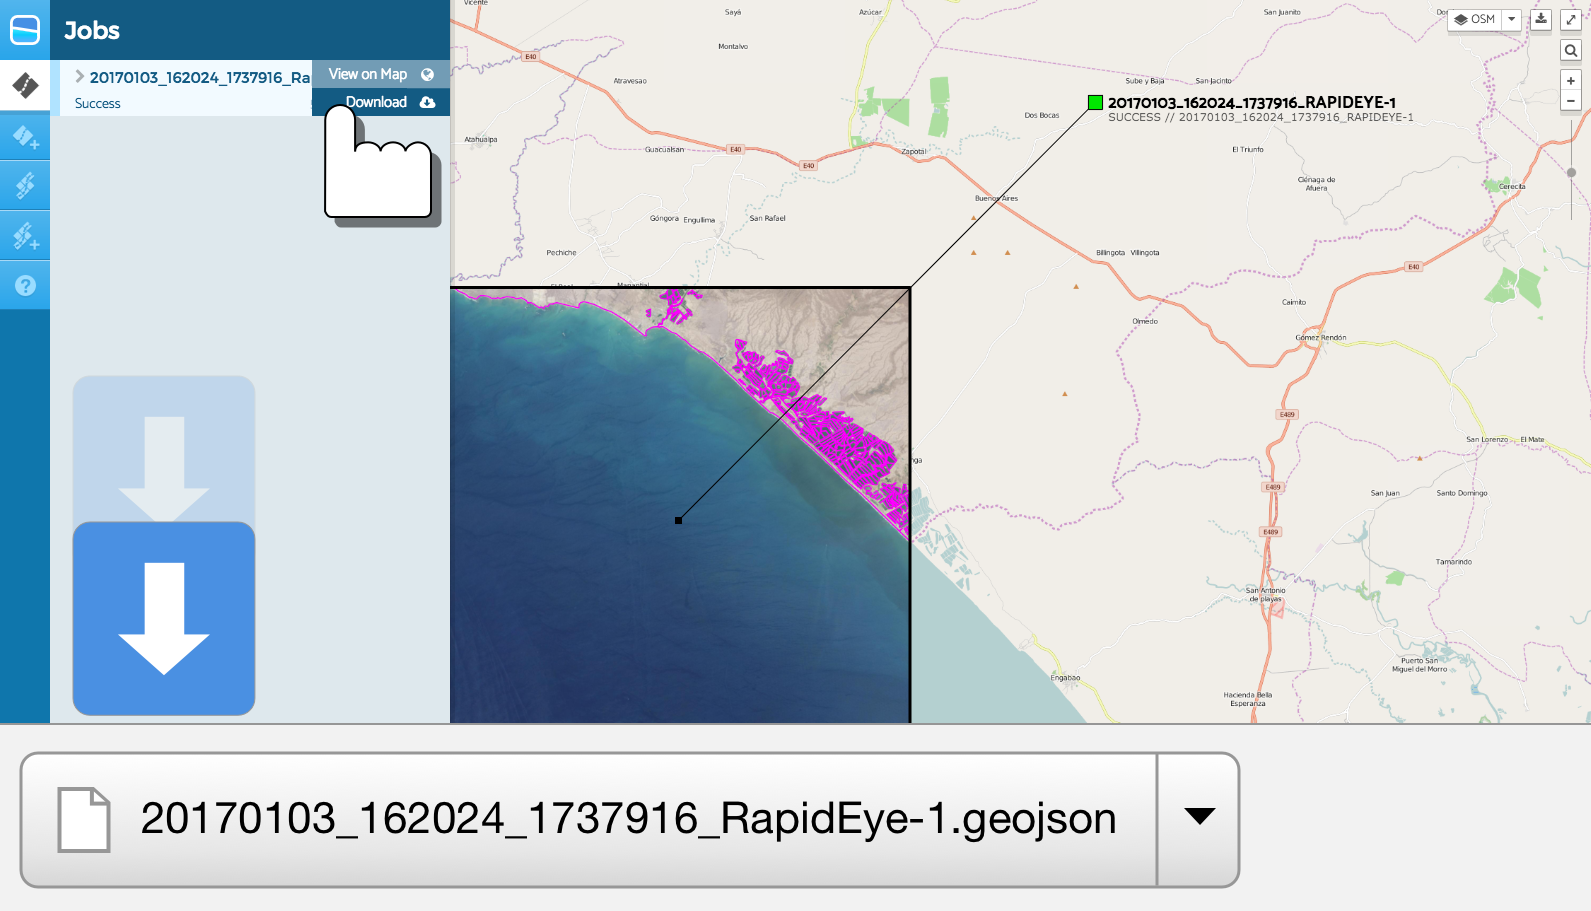 Jobs
20170103_162024_1737916_Ra
Success
View on Map
Download
?
Vicente
Sayá
Azúcar
San Juanito
OSM
Montalvo
E40
Atravesao
Sube y Baja
San Jacinto
+
−
20170103_162024_1737916_RAPIDEYE-1
SUCCESS // 20170103_162024_1737916_RAPIDEYE-1
Dos Bocas
Atahualpa
Guacualsan
E40
E40
Zapotál
El Triunfo
Ciénaga de
Afuera
Cerecita
Buenos Aires
Góngora
Engullima
San Rafael
Pechiche
Billingota
Villingota
E40
Caimito
Olmedo
Gómez Rendón
E489
San Lorenzo
El Mate
E489
San Juan
Santo Domingo
E489
Tamarindo
San Antonio
de playas
Puerto San
Miguel del Morro
Engabao
Hacienda Bella
Esperanza
20170103_162024_1737916_RapidEye-1.geojson